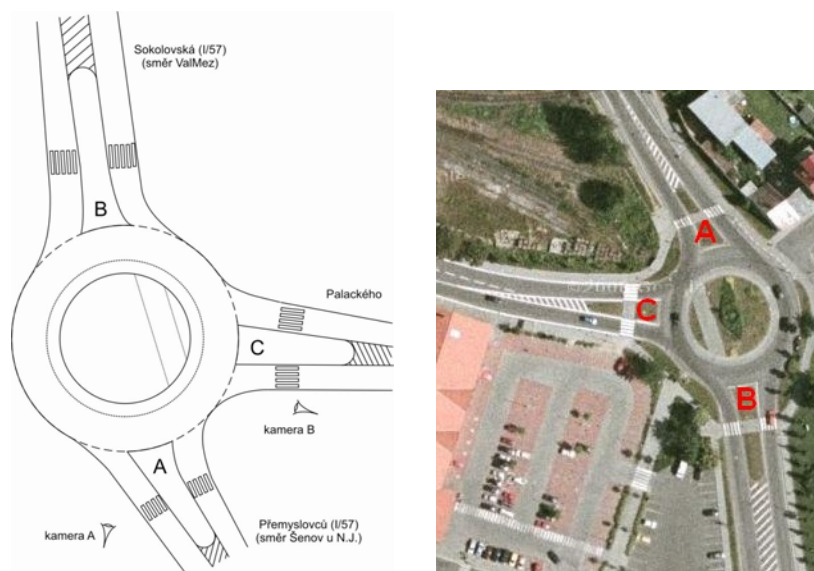 Sokolovská (I/57)
(směr ValMez)
B
Palackého
C
kamera B
A
kamera A
Přemyslovců (I/57)
(směr Šenov u N.J.)
A
C
B